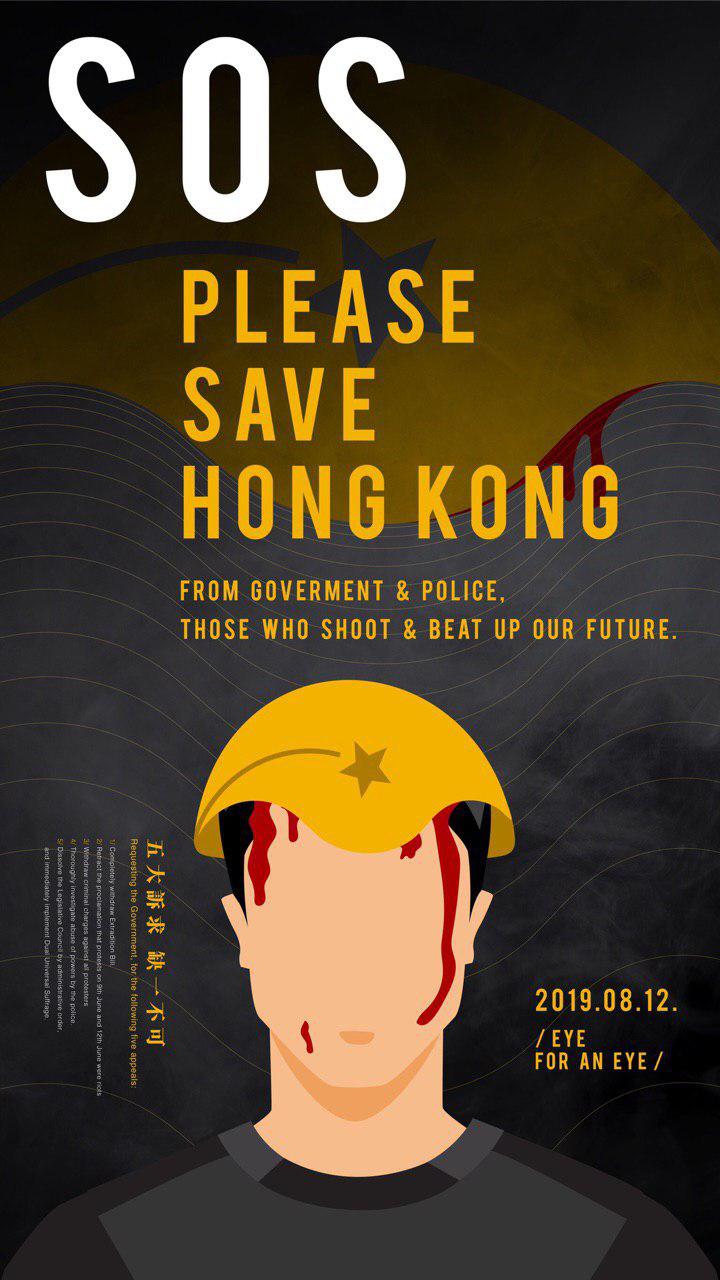 SOS
PLEASE
SAVE
HONG KONG
FROM GOVERMENT & POLICE,
THOSE WHO SHOOT & BEAT UP OUR FUTURE.
五大訴求 缺一不可
Requesting the Government, for the following five appeals:
1/ Completely withdraw Extradition Bill.
2/ Retract the proclamation that protests on 9th June and 12th June were riots
3/ Withdraw criminal charges against all protesters
4/ Thoroughly investigate abuse of powers by the police.
5/ Dissolve the Legislative Council by administrative order,
and immediately implement Dual Universal Suffrage.
2019.08.12.
/ EYE
FOR AN EYE /